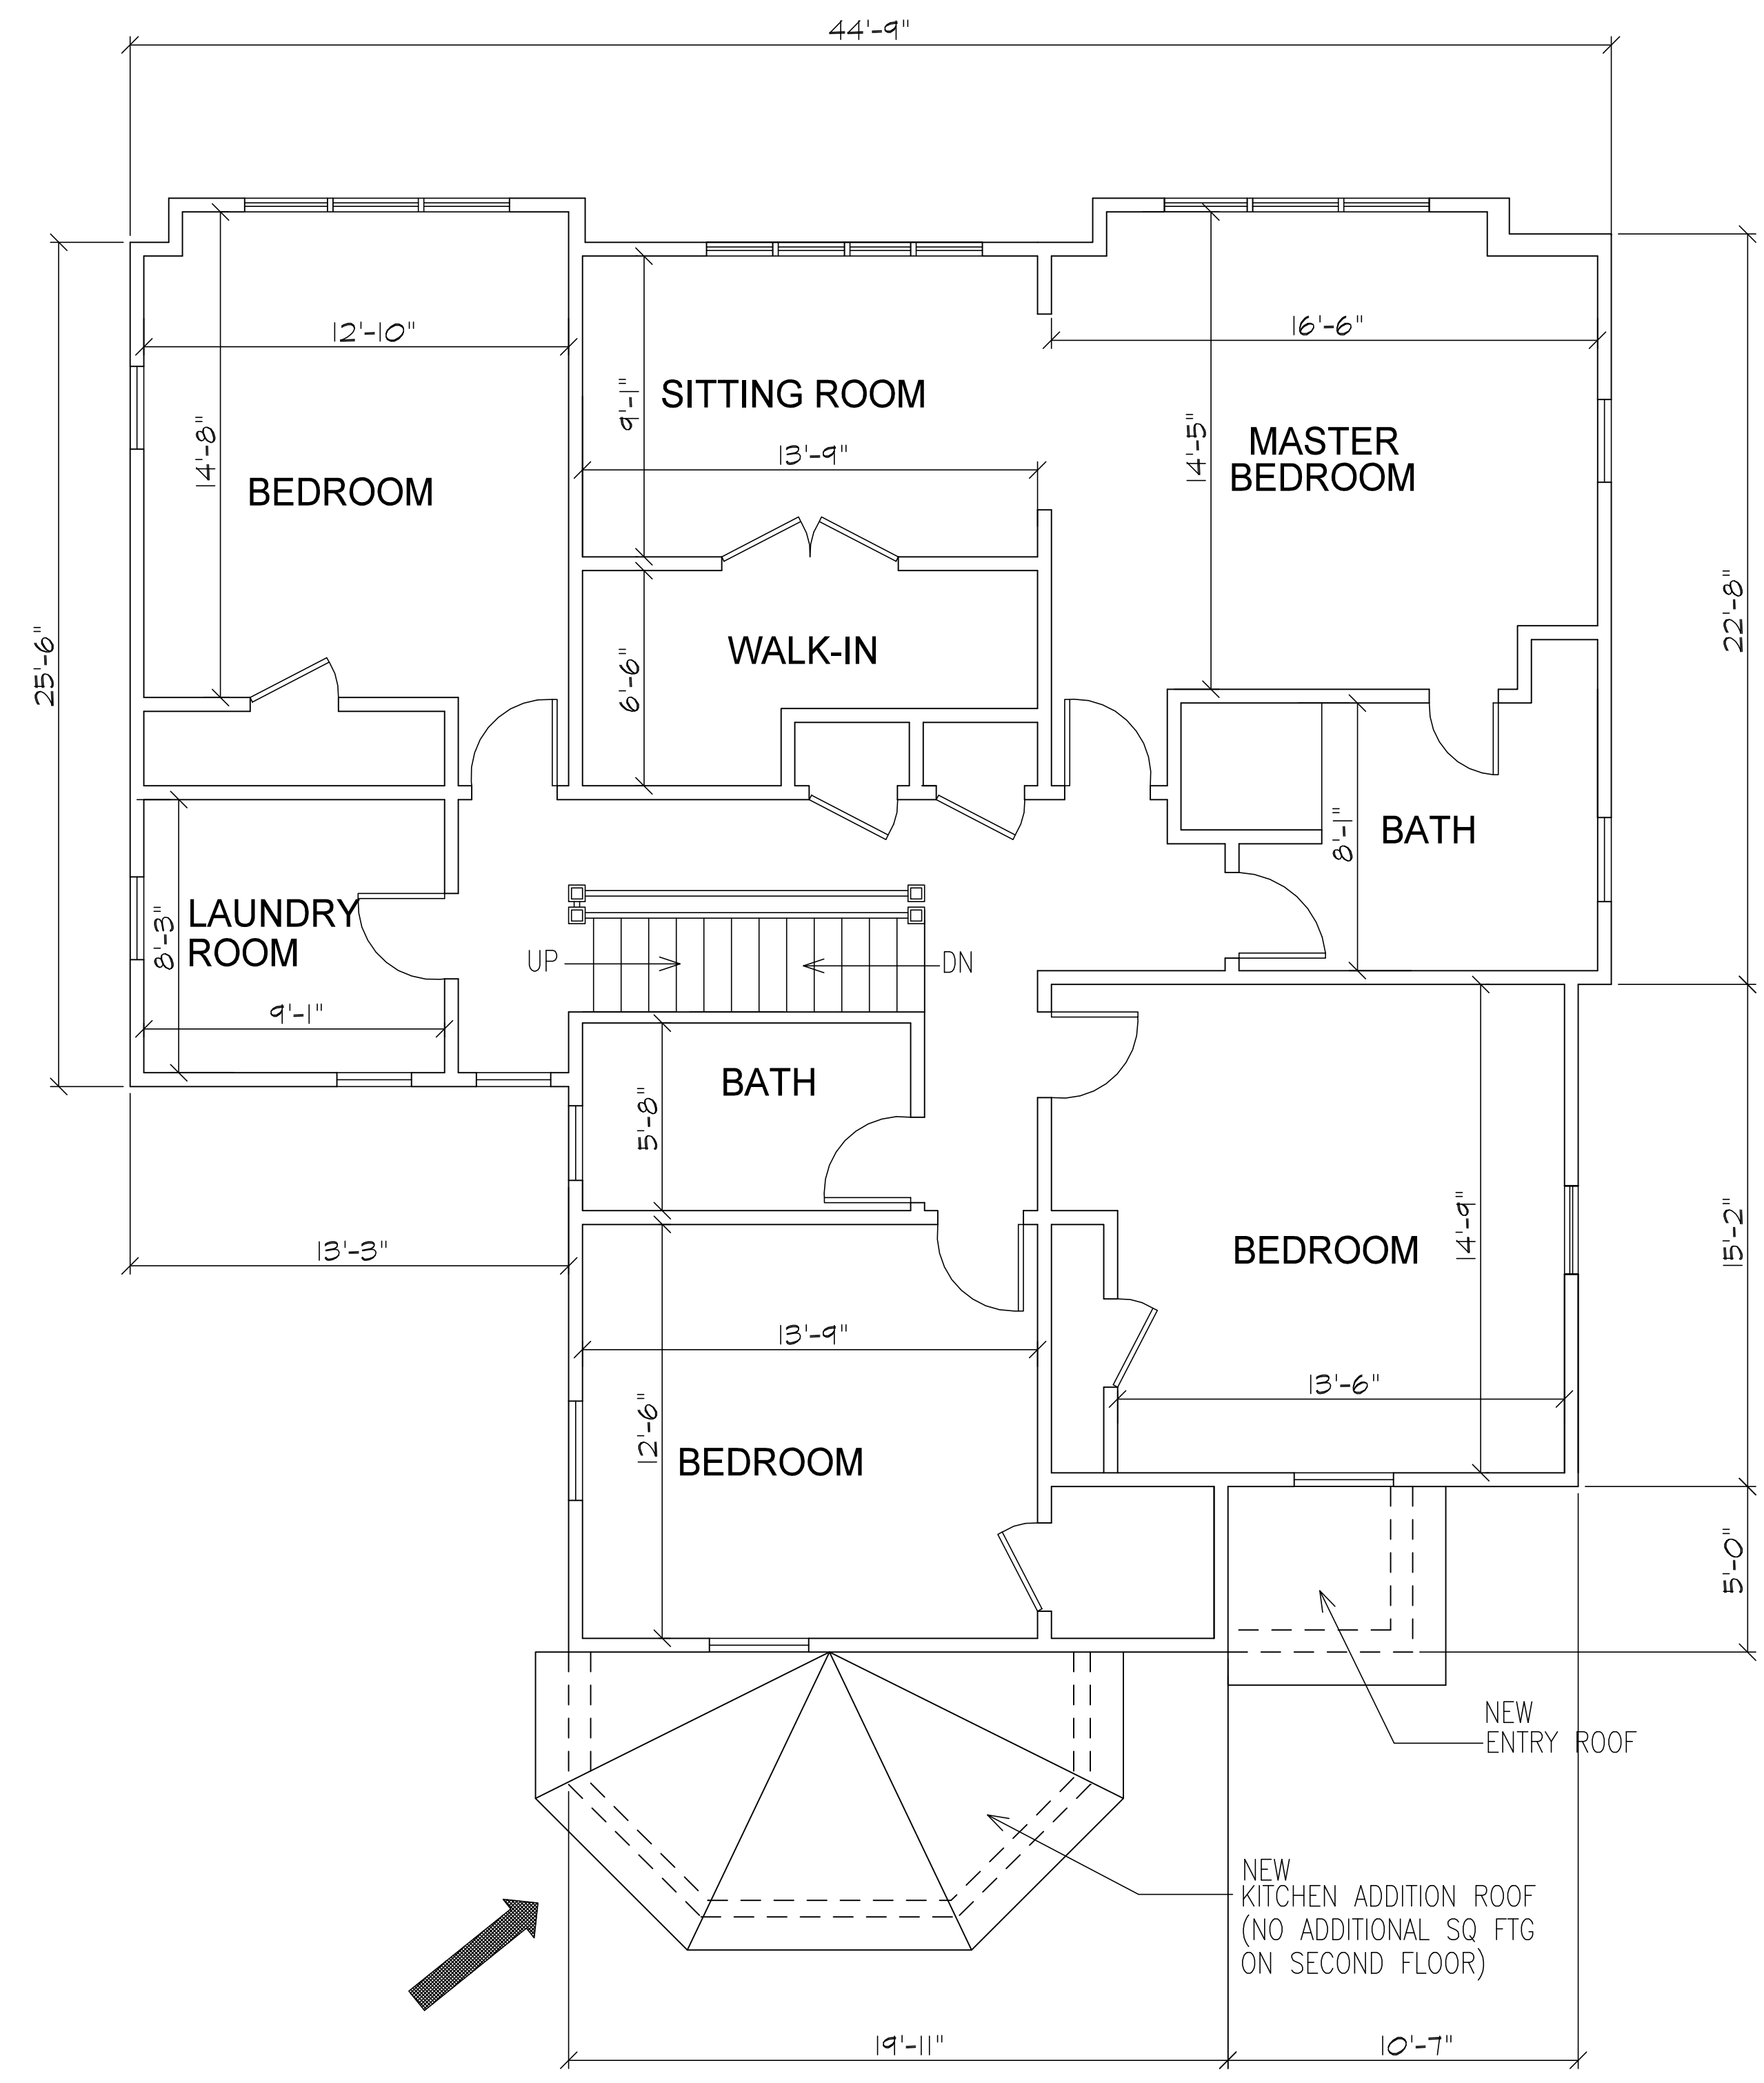 44'-9"
12'-10"
16'-6"
9'-1"
SITTING ROOM
13'-9"
14'-8"
BEDROOM
14'-5"
MASTER
BEDROOM
25'-6"
22'-8"
6'-6"
WALK-IN
8'-1"
BATH
LAUNDRY
ROOM
8'-3"
9'-1"
UP
DN
BATH
5'-8"
13'-3"
BEDROOM
14'-9"
15'-2"
13'-9"
13'-6"
12'-6"
BEDROOM
5'-0"
NEW
ENTRY ROOF
NEW
KITCHEN ADDITION ROOF
(NO ADDITIONAL SQ FTG
ON SECOND FLOOR)
19'-11"
10'-7"